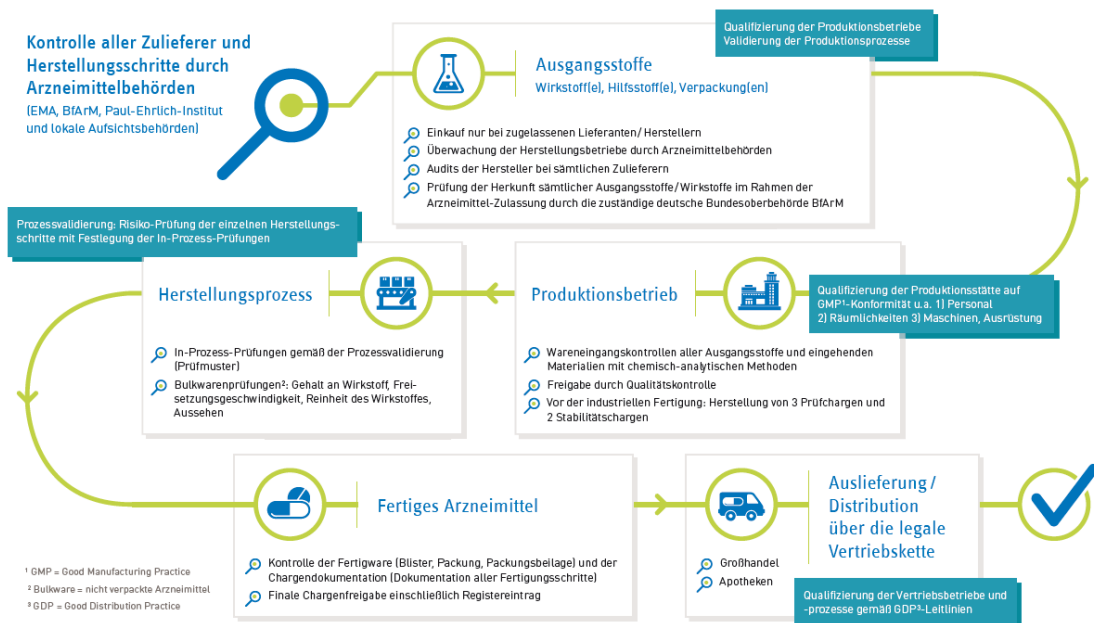 Kontrolle aller Zulieferer und
Herstellungsschritte durch
Arzneimittelbehörden
(EMA, BfArM, Paul-Ehrlich-Institut
und lokale Aufsichtsbehörden)
Qualifizierung der Produktionsbetriebe
Validierung der Produktionsprozesse
Ausgangsstoffe
Wirkstoff(e), Hilfsstoff(e), Verpackung(en)
Einkauf nur bei zugelassenen Lieferanten/ Herstellern
Überwachung der Herstellungsbetriebe durch Arzneimittelbehörden
Audits der Hersteller bei sämtlichen Zulieferern
Prüfung der Herkunft sämtlicher Ausgangsstoffe/Wirkstoffe im Rahmen der
Arzneimittel-Zulassung durch die zuständige deutsche Bundesoberbehörde BfArM
Qualifizierung der Produktionsstätte auf
GMP¹-Konformität u.a. 1) Personal
2) Räumlichkeiten 3) Maschinen, Ausrüstung
Produktionsbetrieb
Wareneingangskontrollen aller Ausgangsstoffe und eingehenden
Materialien mit chemisch-analytischen Methoden
Freigabe durch Qualitätskontrolle
Vor der industriellen Fertigung: Herstellung von 3 Prüfchargen und
2 Stabilitätschargen
Prozessvalidierung: Risiko-Prüfung der einzelnen Herstellungs-
schritte mit Festlegung der In-Prozess-Prüfungen
Herstellungsprozess
In-Prozess-Prüfungen gemäß der Prozessvalidierung
(Prüfmuster)
Bulkwarenprüfungen²: Gehalt an Wirkstoff, Frei-
setzungsgeschwindigkeit, Reinheit des Wirkstoffes,
Aussehen
Fertiges Arzneimittel
Kontrolle der Fertigware (Blister, Packung, Packungsbeilage) und der
Chargendokumentation (Dokumentation aller Fertigungsschritte)
Finale Chargenfreigabe einschließlich Registereintrag
Auslieferung /
Distribution
über die legale
Vertriebskette
Großhandel
Apotheken
Qualifizierung der Vertriebsbetriebe und
-prozesse gemäß GDP³-Leitlinien
¹ GMP = Good Manufacturing Practice
² Bulkware = nicht verpackte Arzneimittel
³ GDP = Good Distribution Practice